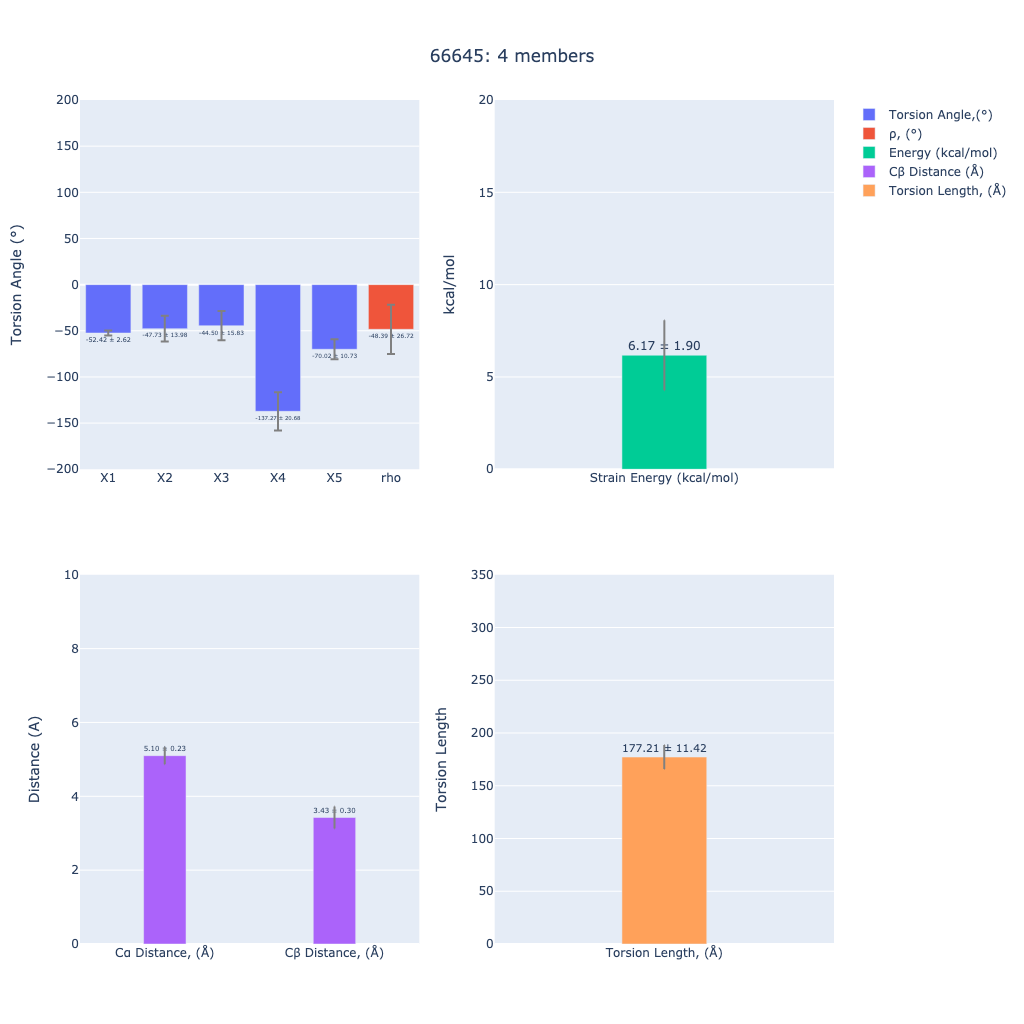 66645: 4 members
Torsion Angle (°)
200
150
100
50
0
−50
−100
−150
−200
-52.42 ± 2.62
-47.73 ± 13.98
-44.50 ± 15.83
-137.27 ± 20.68
-70.02 ± 10.73
-48.39 ± 26.72
X1 X2 X3 X4 X5 rho
kcal/mol
20
15
10
5
0
6.17 ± 1.90
Strain Energy (kcal/mol)
Torsion Angle,(°)
ρ, (°)
Energy (kcal/mol)
Cβ Distance (Å)
Torsion Length, (Å)
Distance (A)
10
8
6
4
2
0
5.10 ± 0.23
3.43 ± 0.30
Cα Distance, (Å) Cβ Distance, (Å)
Torsion Length
350
300
250
200
150
100
50
0
177.21 ± 11.42
Torsion Length, (Å)